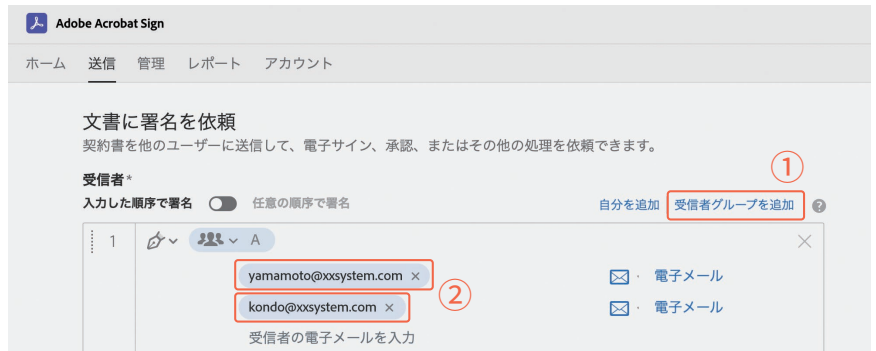 Adobe Acrobat Sign
ホーム 送信 管理 レポート アカウント
文書に署名を依頼
契約書を他のユーザーに送信して、電子サイン、承認、またはその他の処理を依頼できます。
①
受信者*
入力した順序で署名 任意の順序で署名 自分を追加 受信者グループを追加 ?
1 A ×
yamamoto@xxsystem.com × 電子メール
②
kondo@xxsystem.com × 電子メール
受信者の電子メールを入力